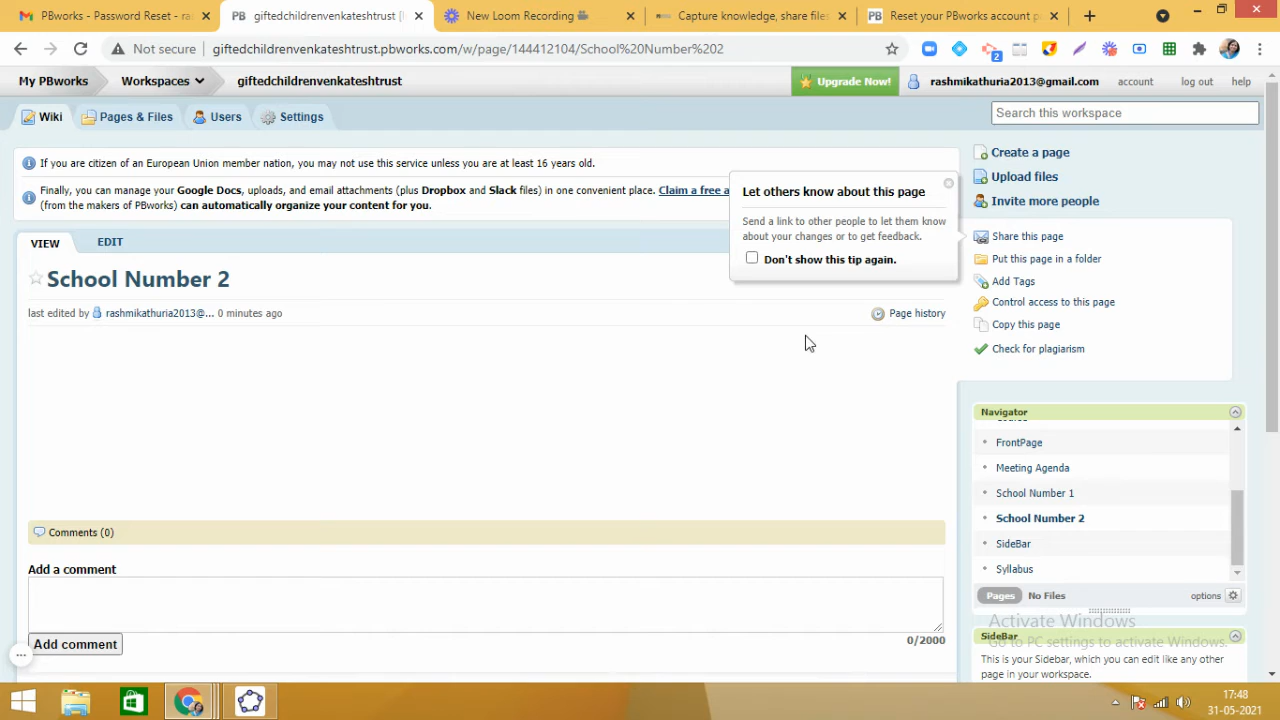 PBworks - Password Reset - ra
giftedchildrenvenkateshtrust [
New Loom Recording
Capture knowledge, share files
Reset your PBworks account p
Not secure
giftedchildrenvenkateshtrust.pbworks.com/w/page/144412104/School%20Number%202
2
My PBworks
Workspaces
giftedchildrenvenkateshtrust
Upgrade Now!
rashmikathuria2013@gmail.com
account
log out
help
Wiki
Pages & Files
Users
Settings
Search this workspace
If you are citizen of an European Union member nation, you may not use this service unless you are at least 16 years old.
Finally, you can manage your Google Docs, uploads, and email attachments (plus Dropbox and Slack files) in one convenient place. Claim a free a
(from the makers of PBworks) can automatically organize your content for you.
Let others know about this page
Send a link to other people to let them know
about your changes or to get feedback.
Don't show this tip again.
Create a page
Upload files
Invite more people
Share this page
Put this page in a folder
Add Tags
Control access to this page
Copy this page
Check for plagiarism
VIEW
EDIT
School Number 2
last edited by rashmikathuria2013@... 0 minutes ago
Page history
Navigator
FrontPage
Meeting Agenda
School Number 1
School Number 2
SideBar
Syllabus
Pages
No Files
options
Comments (0)
Add a comment
Add comment
0/2000
Activate Windows
Go to PC settings to activate Windows.
SideBar
This is your Sidebar, which you can edit like any other
page in your workspace.
17:48
31-05-2021